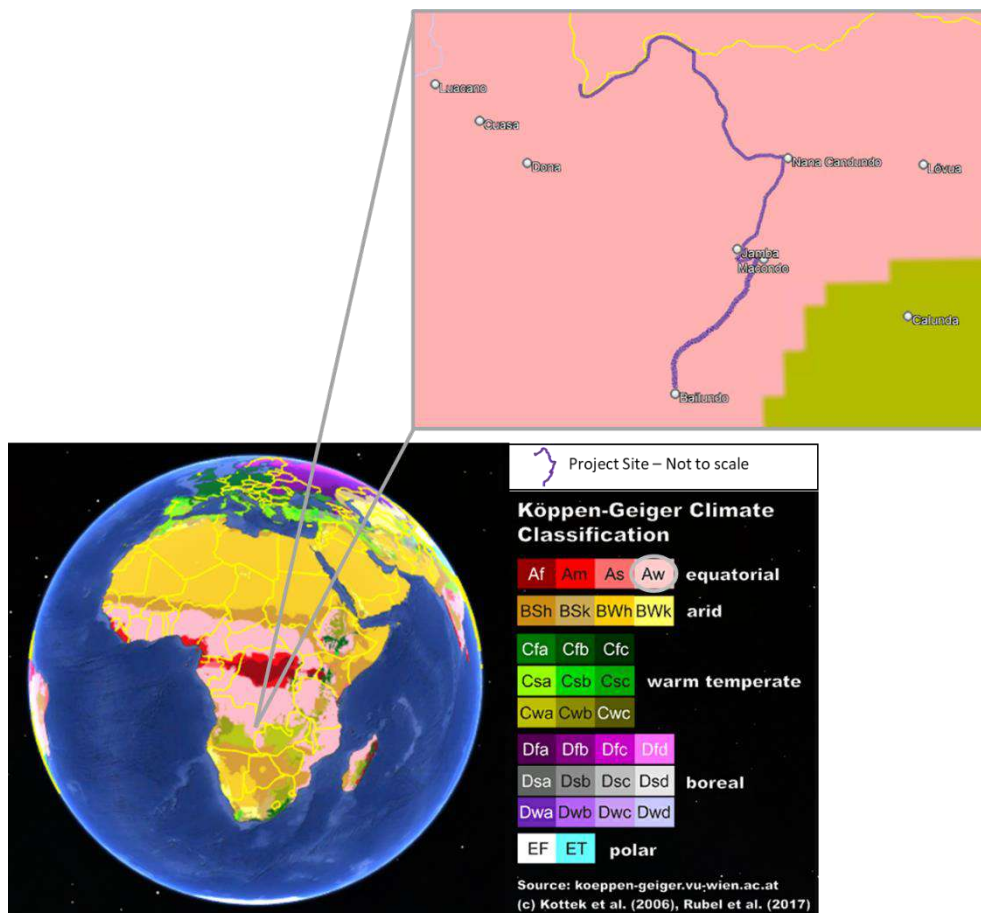 Luacano
Cuasa
Dona
Nana Candundo
Lóvua
Jamba
Macondo
Calunda
Bailundo
Project Site – Not to scale
Köppen-Geiger Climate
Classification
Af Am As Aw equatorial
BSh BSk BWh BWk arid
Cfa Cfb Cfc
Csa Csb Csc warm temperate
Cwa Cwb Cwc
Dfa Dfb Dfc Dfd
Dsa Dsb Dsc Dsd boreal
Dwa Dwb Dwc Dwd
EF ET polar
Source: koeppen-geiger.vu-wien.ac.at
(c) Kottek et al. (2006), Rubel et al. (2017)